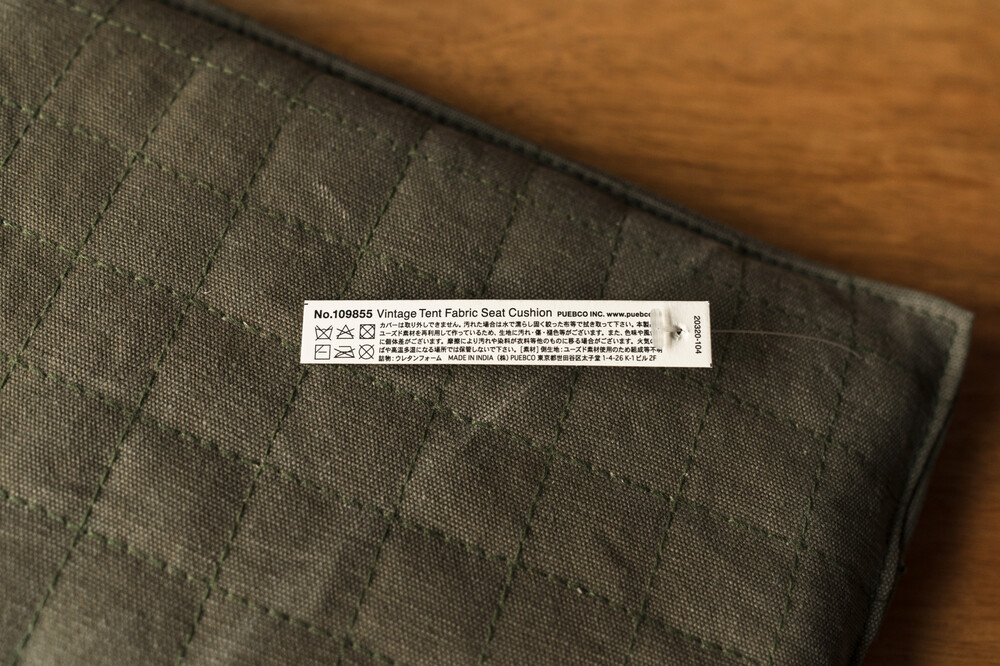 No.109855 Vintage Tent Fabric Seat Cushion PUEBCO INC. www.puebco
カバーは取り外しできません。汚れた場合は水で濡らし固く絞った布等で拭き取って下さい。本製
ユーズド素材を再利用して作っているため、生地に汚れ・傷・褪色等がございます。また、色味や風
に個体差がございます。摩擦により汚れや染料が衣料等他のものに移る場合がございます。火気の
ばや高温多湿になる場所では保管しないで下さい。[素材] 側生地:ユーズド素材使用のため組成等不明
詰物:ウレタンフォーム MADE IN INDIA (株) PUEBCO 東京都世田谷区太子堂 1-4-26 K-1 ビル 2F
20320-104